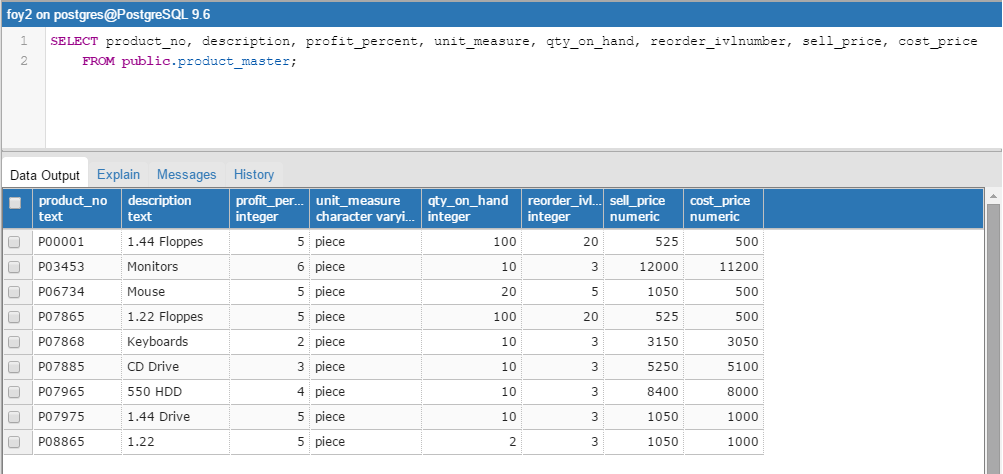 foy2 on postgres@PostgreSQL 9.6
1 SELECT product_no, description, profit_percent, unit_measure, qty_on_hand, reorder_ivlnumber, sell_price, cost_price
2 FROM public.product_master;
Data Output Explain Messages History
product_no description profit_per... unit_measure qty_on_hand reorder_ivl... sell_price cost_price
text text integer character varyi... integer integer numeric numeric
P00001 1.44 Floppes 5 piece 100 20 525 500
P03453 Monitors 6 piece 10 3 12000 11200
P06734 Mouse 5 piece 20 5 1050 500
P07865 1.22 Floppes 5 piece 100 20 525 500
P07868 Keyboards 2 piece 10 3 3150 3050
P07885 CD Drive 3 piece 10 3 5250 5100
P07965 550 HDD 4 piece 10 3 8400 8000
P07975 1.44 Drive 5 piece 10 3 1050 1000
P08865 1.22 5 piece 2 3 1050 1000